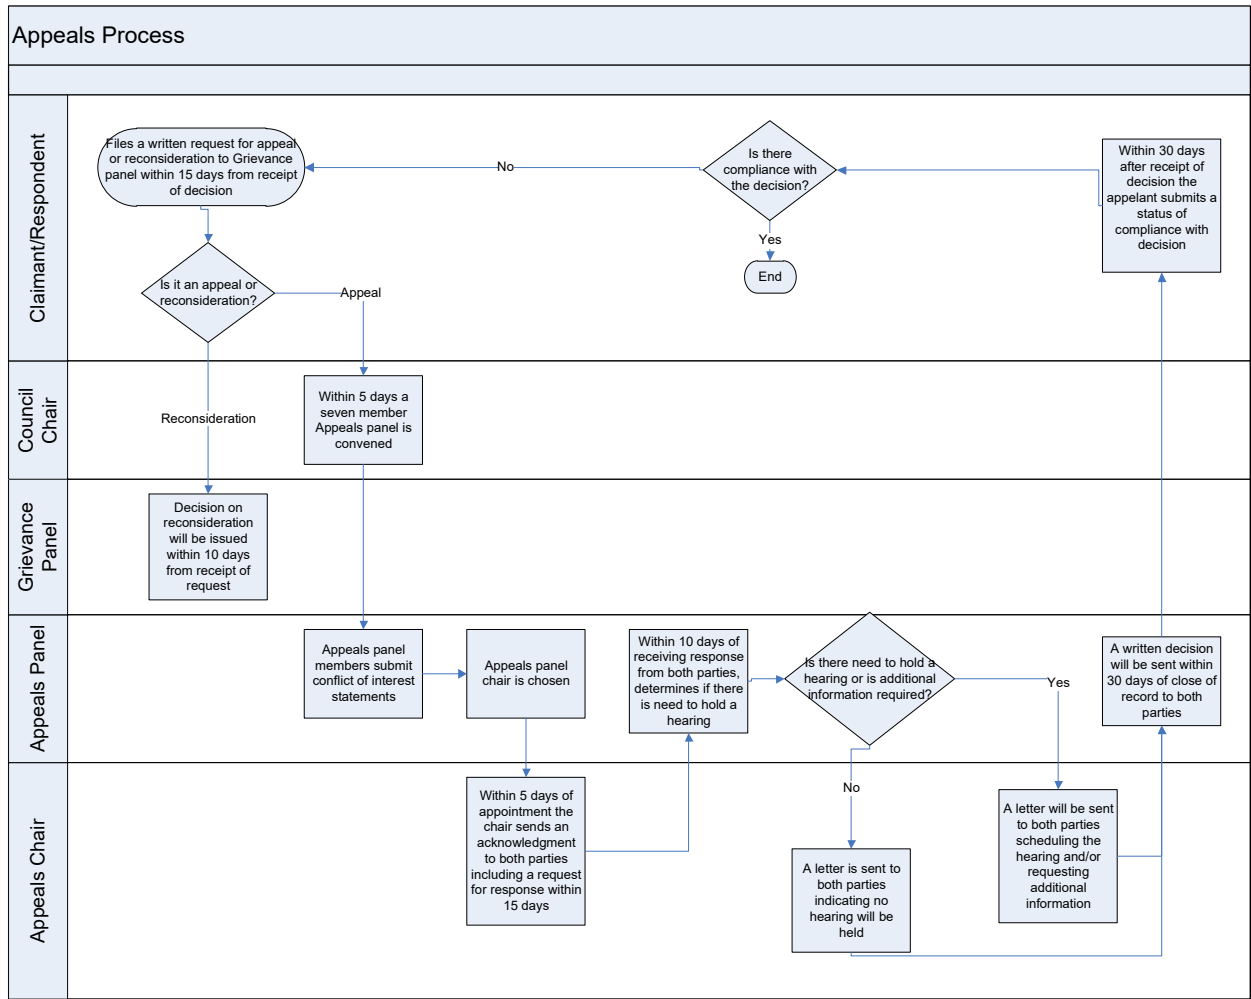 Appeals Process
Claimant/Respondent
Files a written request for appeal
or reconsideration to Grievance
panel within 15 days from receipt
of decision
No
Is there
compliance with
the decision?
Within 30 days
after receipt of
decision the
appelant submits a
status of
compliance with
decision
Yes
End
Is it an appeal or
reconsideration?
Appeal
Reconsideration
Council
Chair
Within 5 days a
seven member
Appeals panel is
convened
Grievance
Panel
Decision on
reconsideration
will be issued
within 10 days
from receipt of
request
Appeals Panel
Appeals panel
members submit
conflict of interest
statements
Appeals panel
chair is chosen
Within 10 days of
receiving response
from both parties,
determines if there
is need to hold a
hearing
Is there need to hold a
hearing or is additional
information required?
Yes
A written decision
will be sent within
30 days of close of
record to both
parties
No
Appeals Chair
Within 5 days of
appointment the
chair sends an
acknowledgment
to both parties
including a request
for response within
15 days
A letter is sent to
both parties
indicating no
hearing will be
held
A letter will be sent
to both parties
scheduling the
hearing and/or
requesting
additional
information